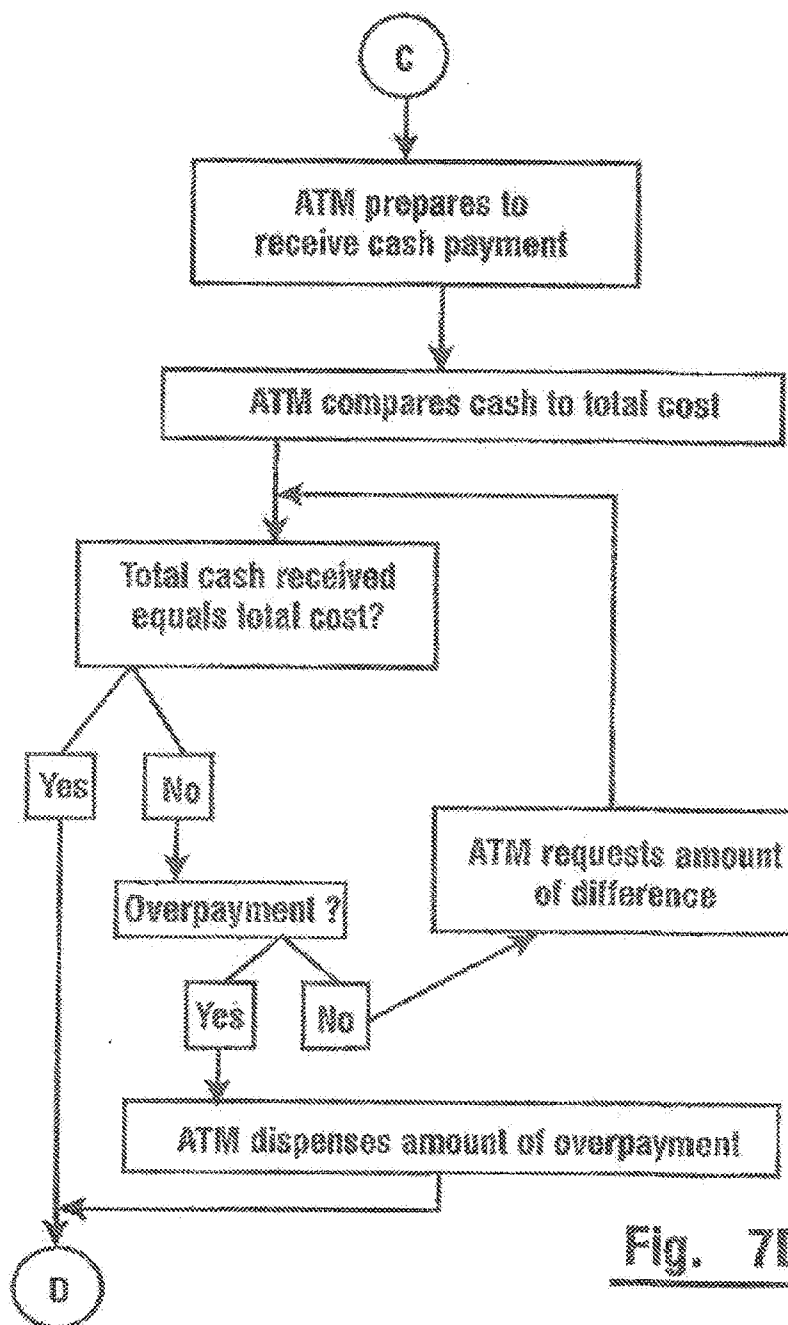 C
ATM prepares to
receive cash payment
ATM compares cash to total cost
Total cash received
equals total cost?
Yes
No
ATM requests amount
of difference
Overpayment ?
Yes
No
ATM dispenses amount of overpayment
D
Fig.